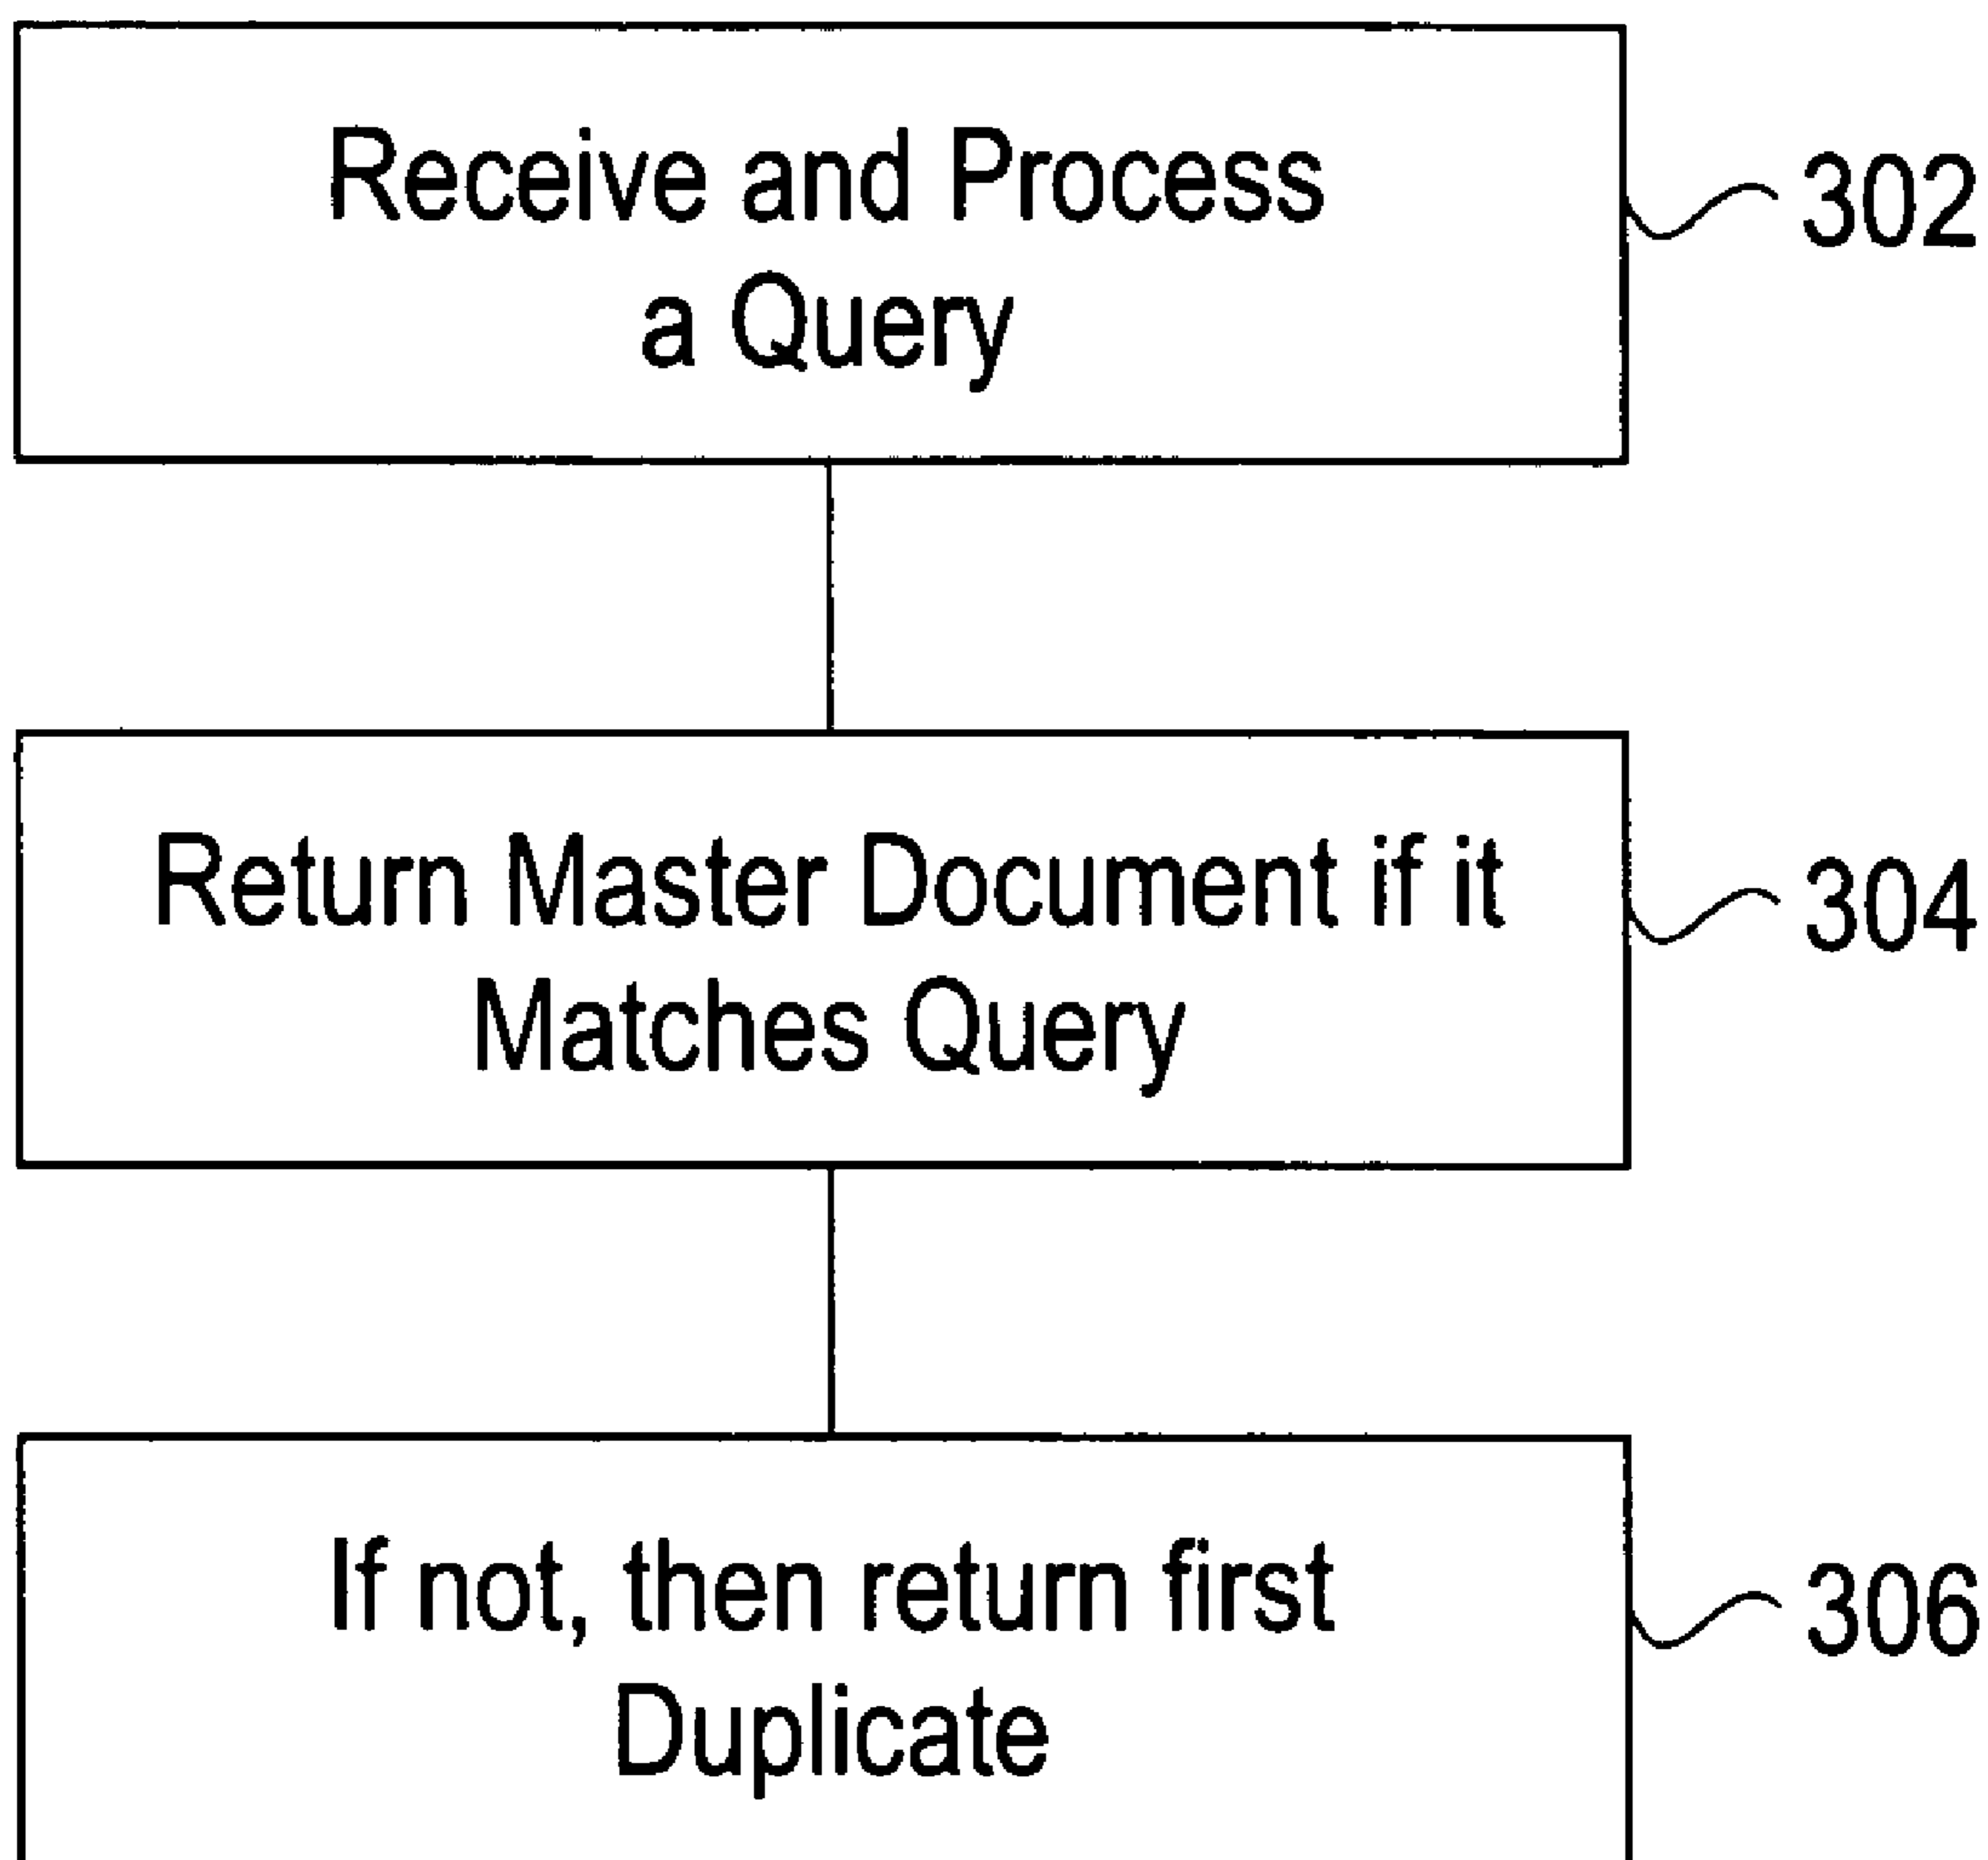 Receive and Process
a Query
302
Return Master Document if it
Matches Query
304
If not, then return first
Duplicate
306